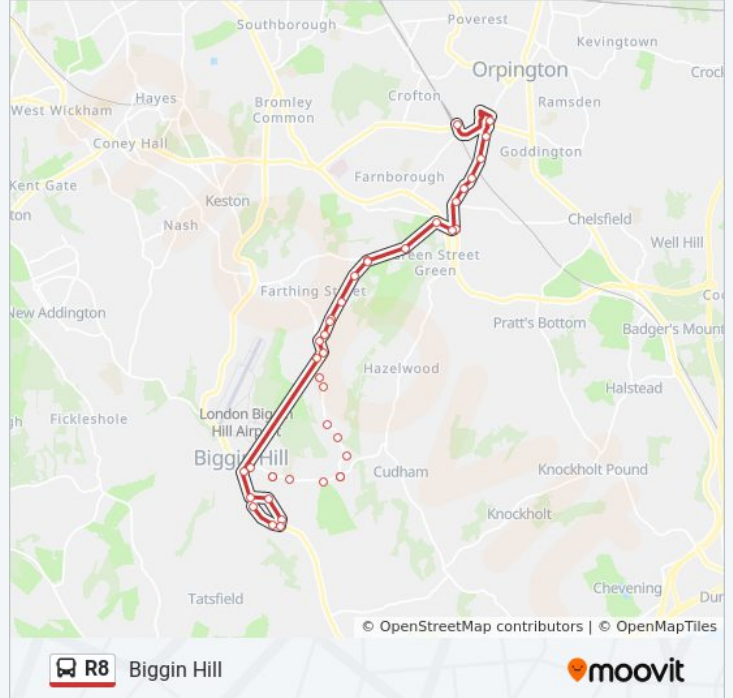 Southborough
Poverest
Kevingtown
Orpington
Crofton
Ramsden
Hayes
Bromley
Common
West Wickham
Coney Hall
Goddington
Farnborough
Kent Gate
Keston
Nash
Chelsfield
Well Hill
Green Street
Green
Farthing Street
New Addington
Pratt's Bottom
Badger's Mount
Hazelwood
Halstead
London Biggin
Hill Airport
Fickleshole
Biggin Hill
Cudham
Knockholt Pound
Knockholt
Chevening
Tatsfield
© OpenStreetMap contributors | © OpenMapTiles
R8 Biggin Hill
moovit